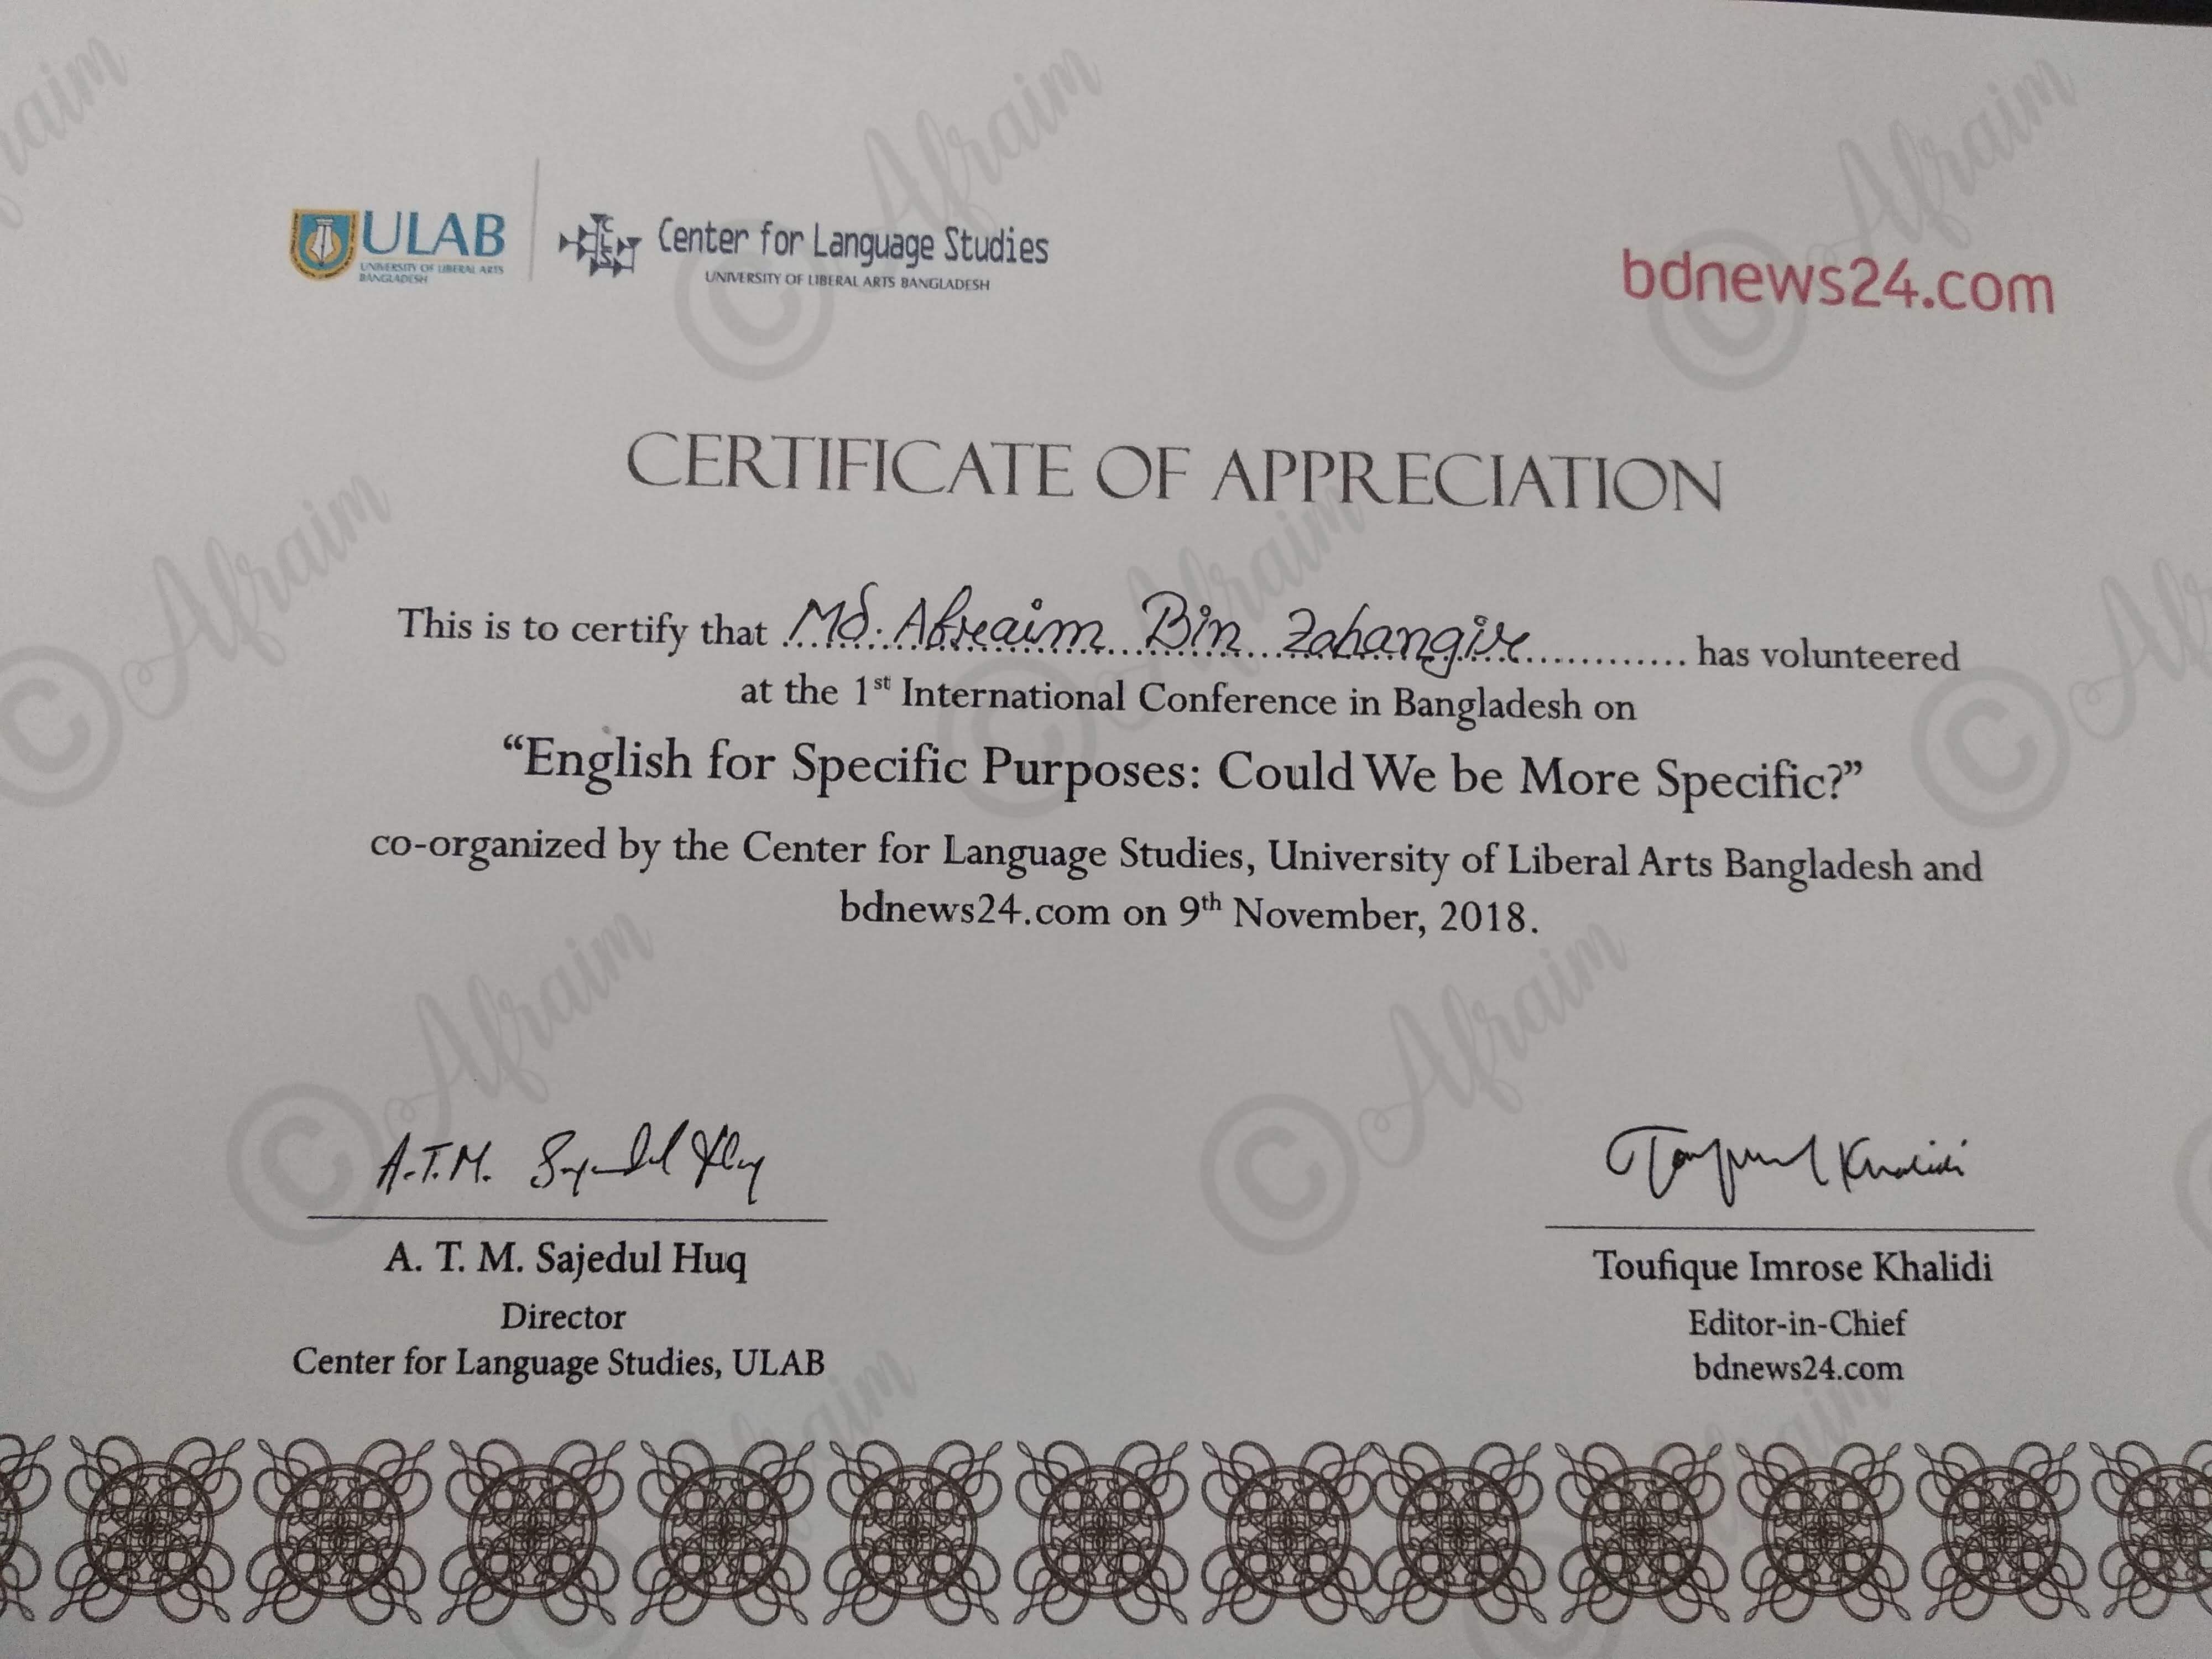 ULAB
UNIVERSITY OF LIBERAL ARTS
BANGLADESH
CLS
Center for Language Studies
UNIVERSITY OF LIBERAL ARTS BANGLADESH
bdnews24.com
CERTIFICATE OF APPRECIATION
This is to certify that Md. Afraim Bin Zahangir has volunteered
at the 1st International Conference in Bangladesh on
“English for Specific Purposes: Could We be More Specific?”
co-organized by the Center for Language Studies, University of Liberal Arts Bangladesh and
bdnews24.com on 9th November, 2018.
A.T.M. Sajedul Huq
Toufique Khalidi
A. T. M. Sajedul Huq
Director
Center for Language Studies, ULAB
Toufique Imrose Khalidi
Editor-in-Chief
bdnews24.com
© Afraim